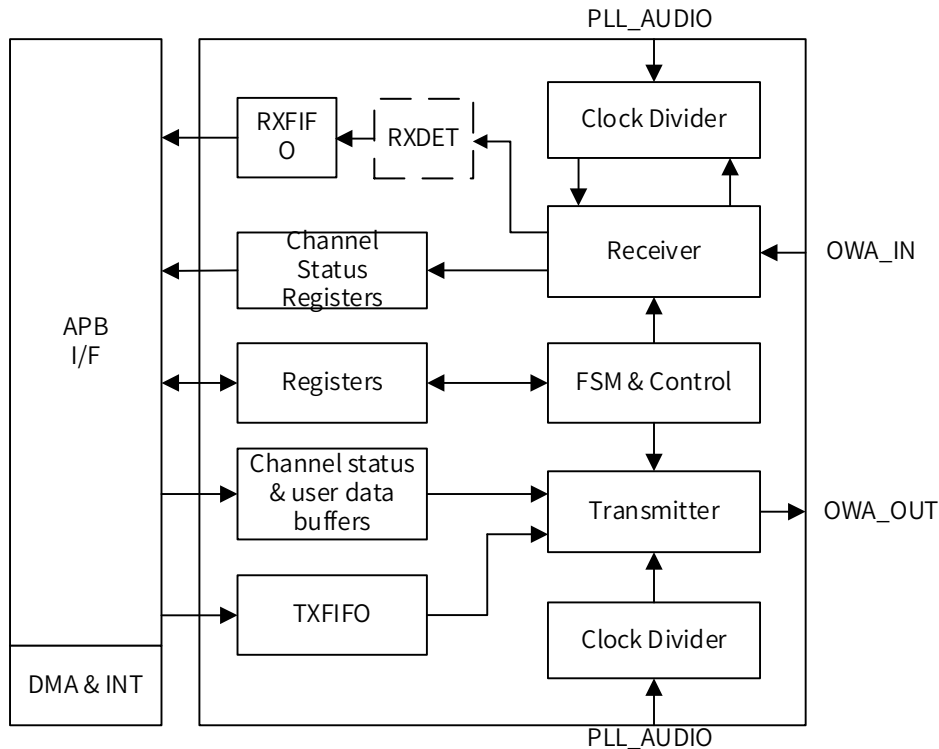 PLL_AUDIO
Clock Divider
RXFIF
O
RXDET
Receiver
OWA_IN
Channel
Status
Registers
APB
I/F
Registers
FSM & Control
Channel status
& user data
buffers
Transmitter
OWA_OUT
TXFIFO
Clock Divider
DMA & INT
PLL_AUDIO